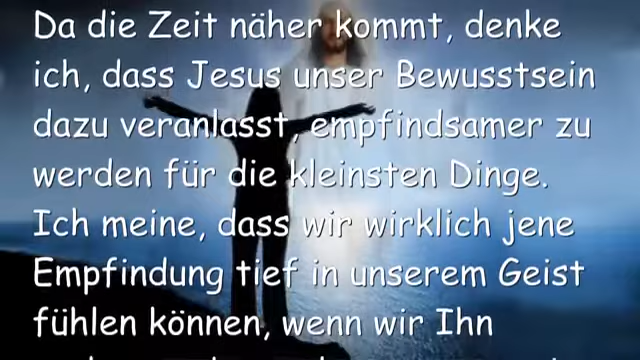 Da die Zeit näher kommt, denke
ich, dass Jesus unser Bewusstsein
dazu veranlasst, empfindsamer zu
werden für die kleinsten Dinge.
Ich meine, dass wir wirklich jene
Empfindung tief in unserem Geist
fühlen können, wenn wir Ihn